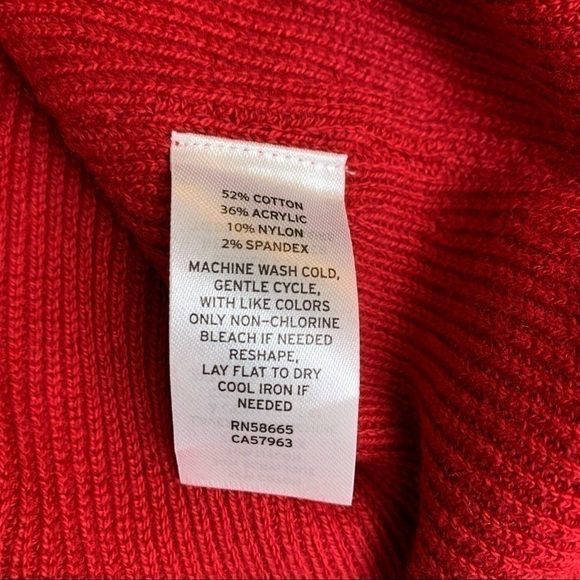 52% COTTON
36% ACRYLIC
10% NYLON
2% SPANDEX
MACHINE WASH COLD,
GENTLE CYCLE,
WITH LIKE COLORS
ONLY NON-CHLORINE
BLEACH IF NEEDED
RESHAPE,
LAY FLAT TO DRY
COOL IRON IF
NEEDED
RN58665
CA57963